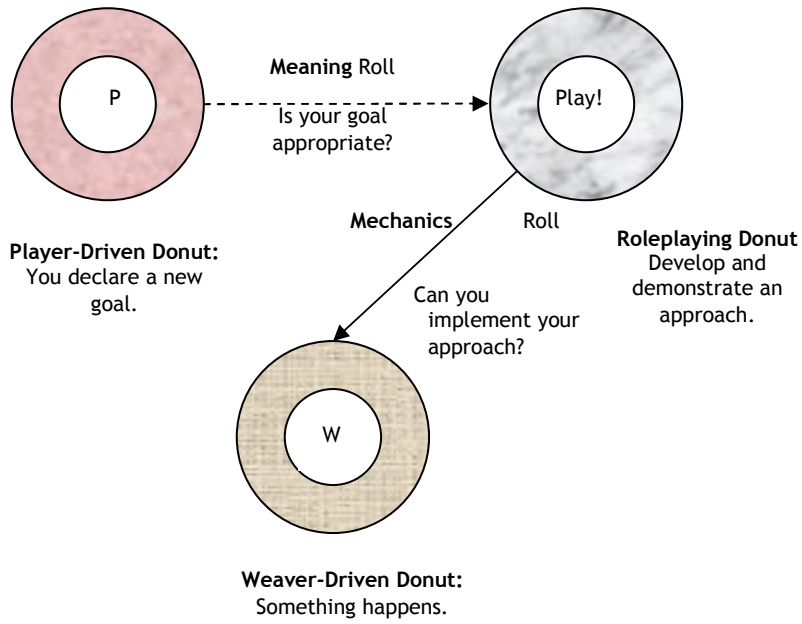 P
Meaning Roll
Is your goal
appropriate?
Play!
Player-Driven Donut:
You declare a new
goal.
Mechanics Roll
Roleplaying Donut
Develop and
demonstrate an
approach.
Can you
implement your
approach?
W
Weaver-Driven Donut:
Something happens.